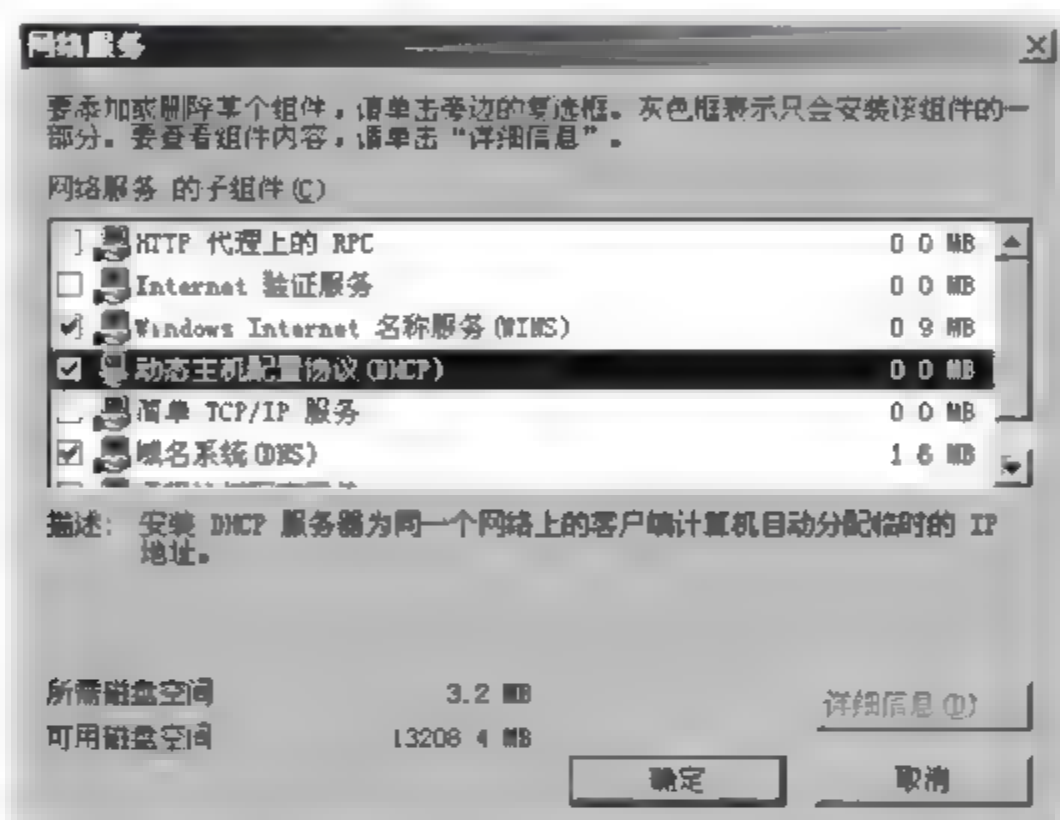 网络服务
要添加或删除某个组件，请单击旁边的复选框。灰色框表示只会安装该组件的一
部分。要查看组件内容，请单击“详细信息”。
网络服务 的子组件(C)
HTTP 代理上的 RPC 0 0 MB
Internet 验证服务 0 0 MB
Windows Internet 名称服务(WINS) 0 9 MB
动态主机配置协议(DHCP) 0 0 MB
简单 TCP/IP 服务 0 0 MB
域名系统(DNS) 1 6 MB
描述: 安装 DHCP 服务器为同一个网络上的客户端计算机自动分配临时的 IP
地址。
所需磁盘空间 3.2 MB
可用磁盘空间 13208 4 MB
详细信息(D)
确定 取消